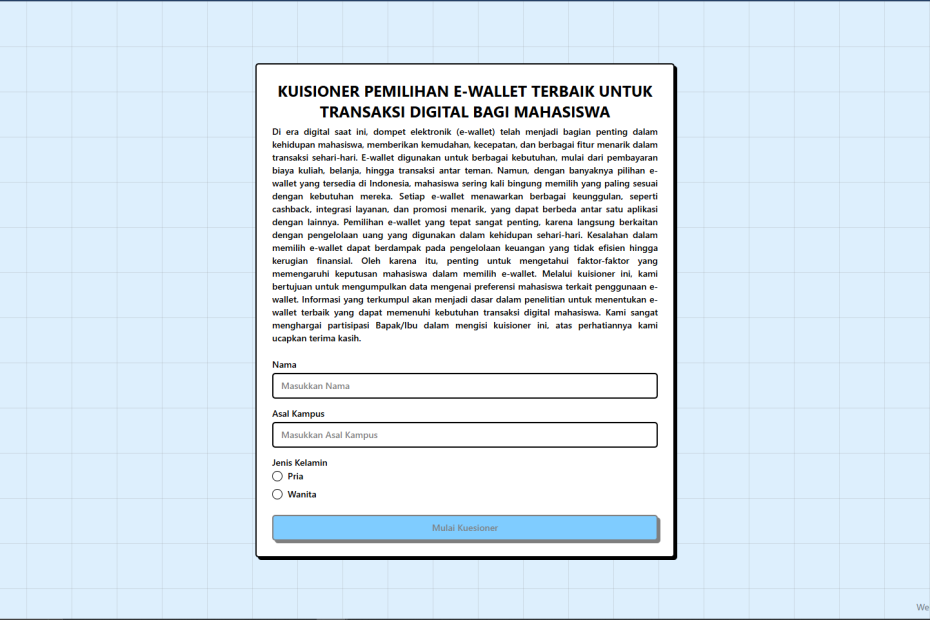 KUISIONER PEMILIHAN E-WALLET TERBAIK UNTUK
TRANSAKSI DIGITAL BAGI MAHASISWA
Di era digital saat ini, dompet elektronik (e-wallet) telah menjadi bagian penting dalam
kehidupan mahasiswa, memberikan kemudahan, kecepatan, dan berbagai fitur menarik dalam
transaksi sehari-hari. E-wallet digunakan untuk berbagai kebutuhan, mulai dari pembayaran
biaya kuliah, belanja, hingga transaksi antar teman. Namun, dengan banyaknya pilihan e-
wallet yang tersedia di Indonesia, mahasiswa sering kali bingung memilih yang paling sesuai
dengan kebutuhan mereka. Setiap e-wallet menawarkan berbagai keunggulan, seperti
cashback, integrasi layanan, dan promosi menarik, yang dapat berbeda antar satu aplikasi
dengan lainnya. Pemilihan e-wallet yang tepat sangat penting, karena langsung berkaitan
dengan pengelolaan uang yang digunakan dalam kehidupan sehari-hari. Kesalahan dalam
memilih e-wallet dapat berdampak pada pengelolaan keuangan yang tidak efisien hingga
kerugian finansial. Oleh karena itu, penting untuk mengetahui faktor-faktor yang
memengaruhi keputusan mahasiswa dalam memilih e-wallet. Melalui kuisioner ini, kami
bertujuan untuk mengumpulkan data mengenai preferensi mahasiswa terkait penggunaan e-
wallet. Informasi yang terkumpul akan menjadi dasar dalam penelitian untuk menentukan e-
wallet terbaik yang dapat memenuhi kebutuhan transaksi digital mahasiswa. Kami sangat
menghargai partisipasi Bapak/Ibu dalam mengisi kuisioner ini, atas perhatiannya kami
ucapkan terima kasih.
Nama
Masukkan Nama
Asal Kampus
Masukkan Asal Kampus
Jenis Kelamin
Pria
Wanita
Mulai Kuesioner
We